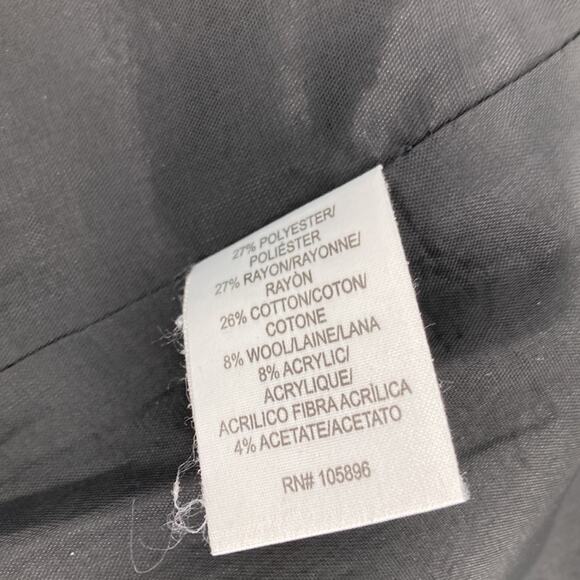 27% POLYESTER/
POLIÉSTER
27% RAYON/RAYONNE/
RAYÒN
26% COTTON/COTON/
COTONE
8% WOOL/LAINE/LANA
8% ACRYLIC/
ACRYLIQUE/
ACRILICO FIBRA ACRÌLICA
4% ACETATE/ACETATO
RN# 105896